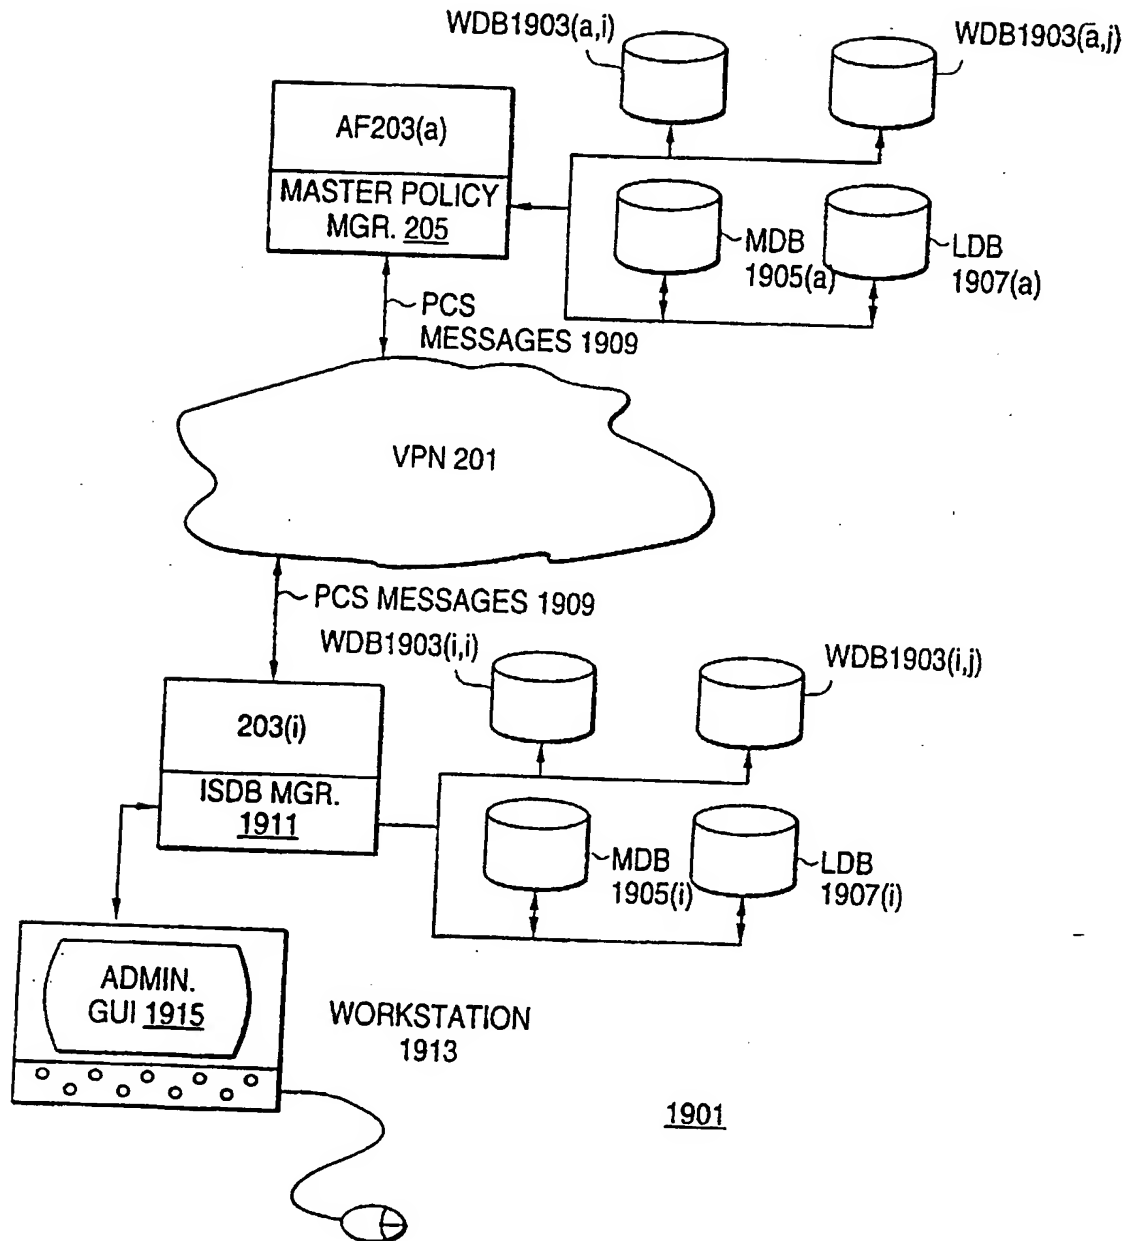 WDB1903(a,i)
WDB1903(a,j)
AF203(a)
MASTER POLICY
MGR. 205
MDB
1905(a)
LDB
1907(a)
PCS
MESSAGES 1909
VPN 201
PCS MESSAGES 1909
WDB1903(i,i)
WDB1903(i,j)
203(i)
ISDB MGR.
1911
MDB
1905(i)
LDB
1907(i)
ADMIN.
GUI 1915
WORKSTATION
1913
1901